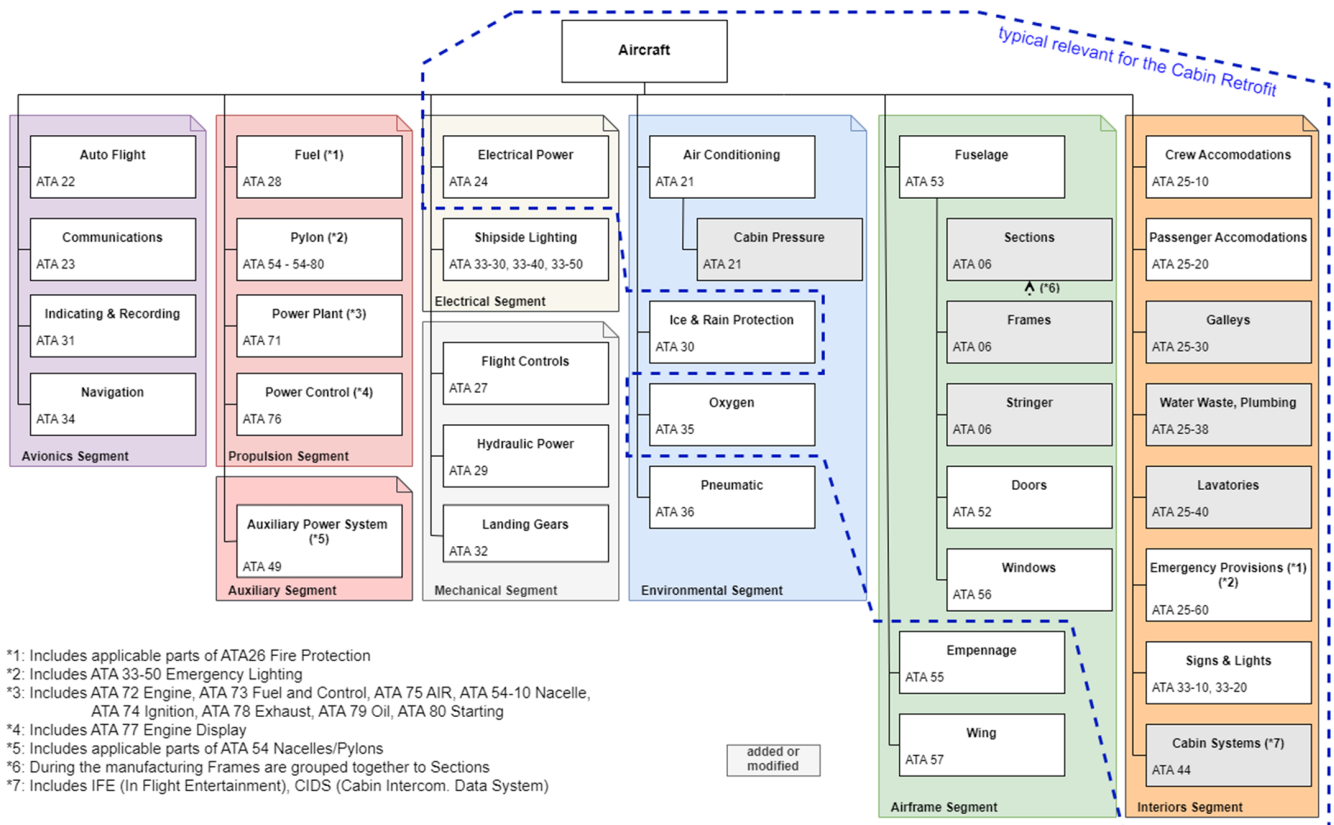 Aircraft
typical relevant for the Cabin Retrofit
Auto Flight
ATA 22
Communications
ATA 23
Indicating & Recording
ATA 31
Navigation
ATA 34
Avionics Segment
Fuel (*1)
ATA 28
Pylon (*2)
ATA 54 - 54-80
Power Plant (*3)
ATA 71
Power Control (*4)
ATA 76
Propulsion Segment
Auxiliary Power System
(*5)
ATA 49
Auxiliary Segment
Electrical Power
ATA 24
Shipside Lighting
ATA 33-30, 33-40, 33-50
Electrical Segment
Flight Controls
ATA 27
Hydraulic Power
ATA 29
Landing Gears
ATA 32
Mechanical Segment
Air Conditioning
ATA 21
Cabin Pressure
ATA 21
Ice & Rain Protection
ATA 30
Oxygen
ATA 35
Pneumatic
ATA 36
Environmental Segment
Fuselage
ATA 53
Sections
ATA 06
(*6)
Frames
ATA 06
Stringer
ATA 06
Doors
ATA 52
Windows
ATA 56
Empennage
ATA 55
Wing
ATA 57
Airframe Segment
Crew Accomodations
ATA 25-10
Passenger Accomodations
ATA 25-20
Galleys
ATA 25-30
Water Waste, Plumbing
ATA 25-38
Lavatories
ATA 25-40
Emergency Provisions (*1)
(*2)
ATA 25-60
Signs & Lights
ATA 33-10, 33-20
Cabin Systems (*7)
ATA 44
Interiors Segment
*1: Includes applicable parts of ATA26 Fire Protection
*2: Includes ATA 33-50 Emergency Lighting
*3: Includes ATA 72 Engine, ATA 73 Fuel and Control, ATA 75 AIR, ATA 54-10 Nacelle,
ATA 74 Ignition, ATA 78 Exhaust, ATA 79 Oil, ATA 80 Starting
*4: Includes ATA 77 Engine Display
*5: Includes applicable parts of ATA 54 Nacelles/Pylons
*6: During the manufacturing Frames are grouped together to Sections
*7: Includes IFE (In Flight Entertainment), CIDS (Cabin Intercom. Data System)
added or
modified